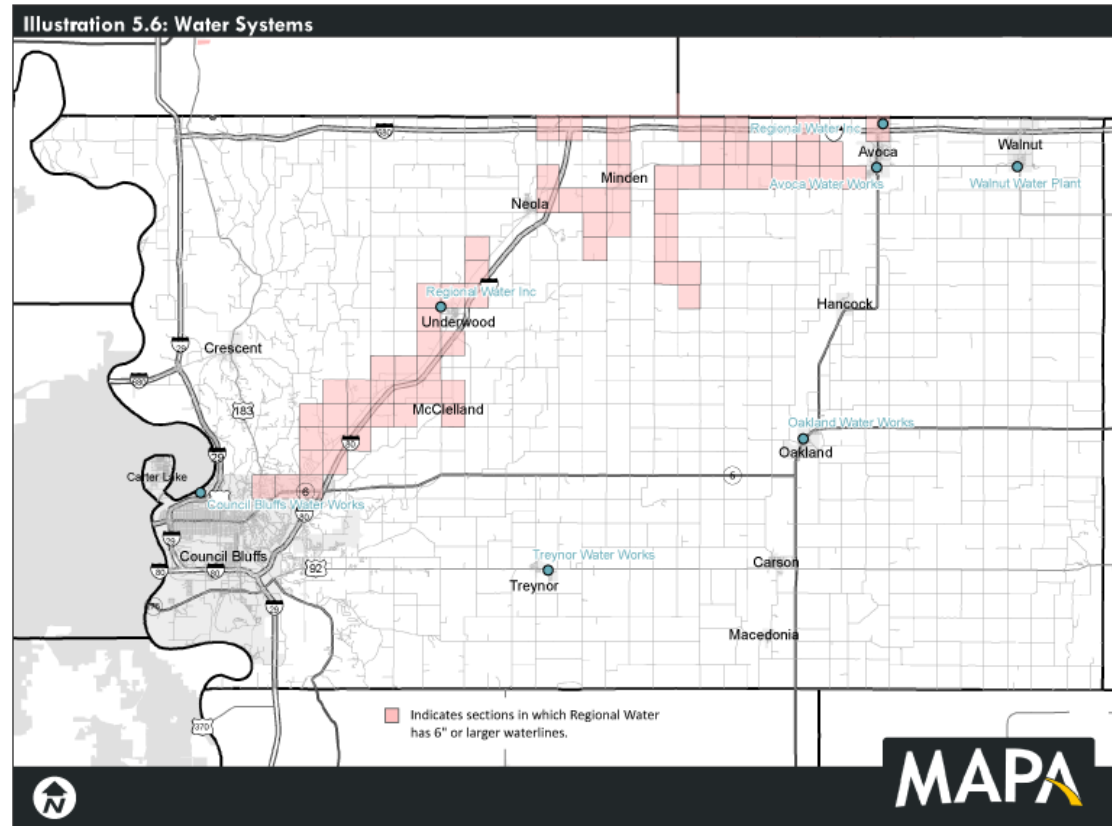 Illustration 5.6: Water Systems
680
Regional Water Inc
Avoca
Walnut
Minden
Avoca Water Works
Walnut Water Plant
Neola
Regional Water Inc
Underwood
Hancock
29
Crescent
680
183
McClelland
Oakland Water Works
80
Oakland
29
Carter Lake
6
6
Council Bluffs Water Works
80
29
Council Bluffs
Treynor Water Works
80
80
92
Carson
Treynor
29
Macedonia
370
Indicates sections in which Regional Water
has 6" or larger waterlines.
N
MAPA